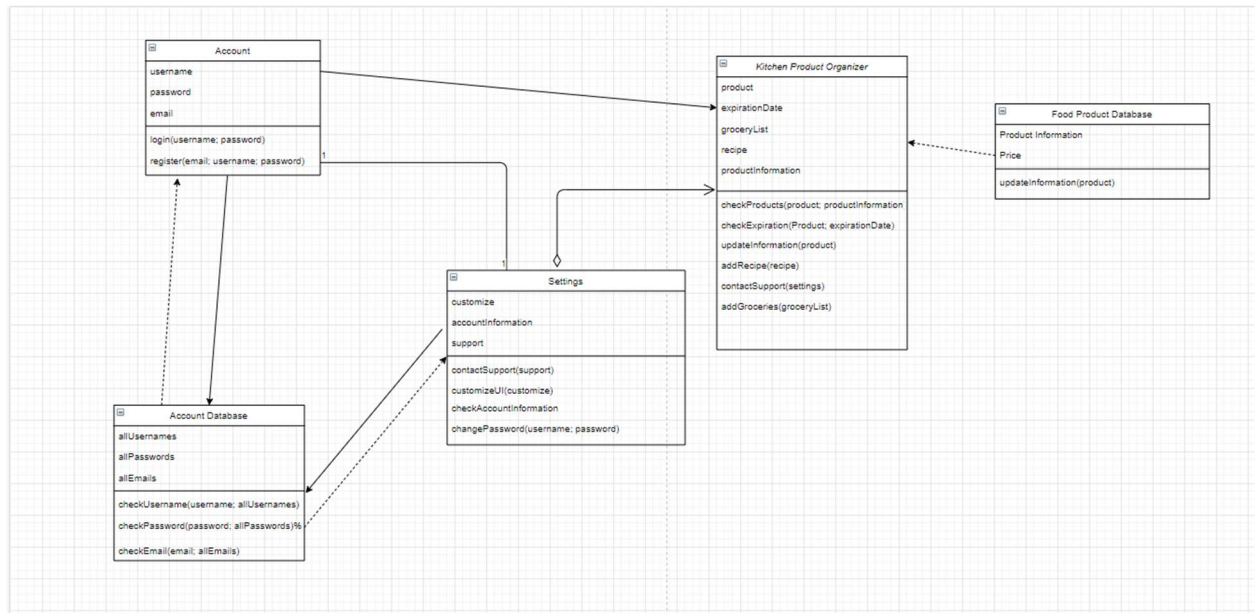 Account
username
password
email
login(username; password)
register(email; username; password)
1
1
Kitchen Product Organizer
product
expirationDate
groceryList
recipe
productInformation
checkProducts(product; productInformation
checkExpiration(Product; expirationDate)
updateInformation(product)
addRecipe(recipe)
contactSupport(settings)
addGroceries(groceryList)
Food Product Database
Product Information
Price
updateInformation(product)
Settings
customize
accountInformation
support
contactSupport(support)
customizeUI(customize)
checkAccountInformation
changePassword(username; password)
Account Database
allUsernames
allPasswords
allEmails
checkUsername(username; allUsernames)
checkPassword(password; allPasswords)%
checkEmail(email; allEmails)